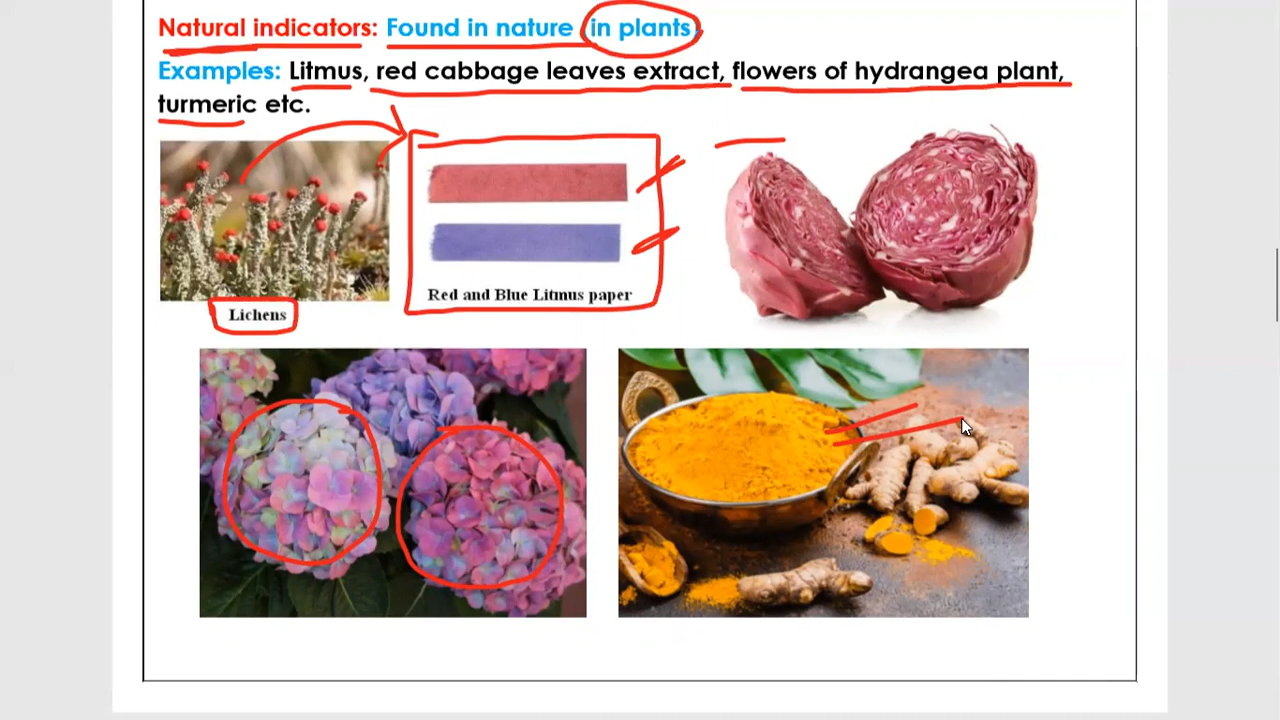 Natural indicators: Found in nature in plants.
Examples: Litmus, red cabbage leaves extract, flowers of hydrangea plant,
turmeric etc.
Red and Blue Litmus paper
Lichens